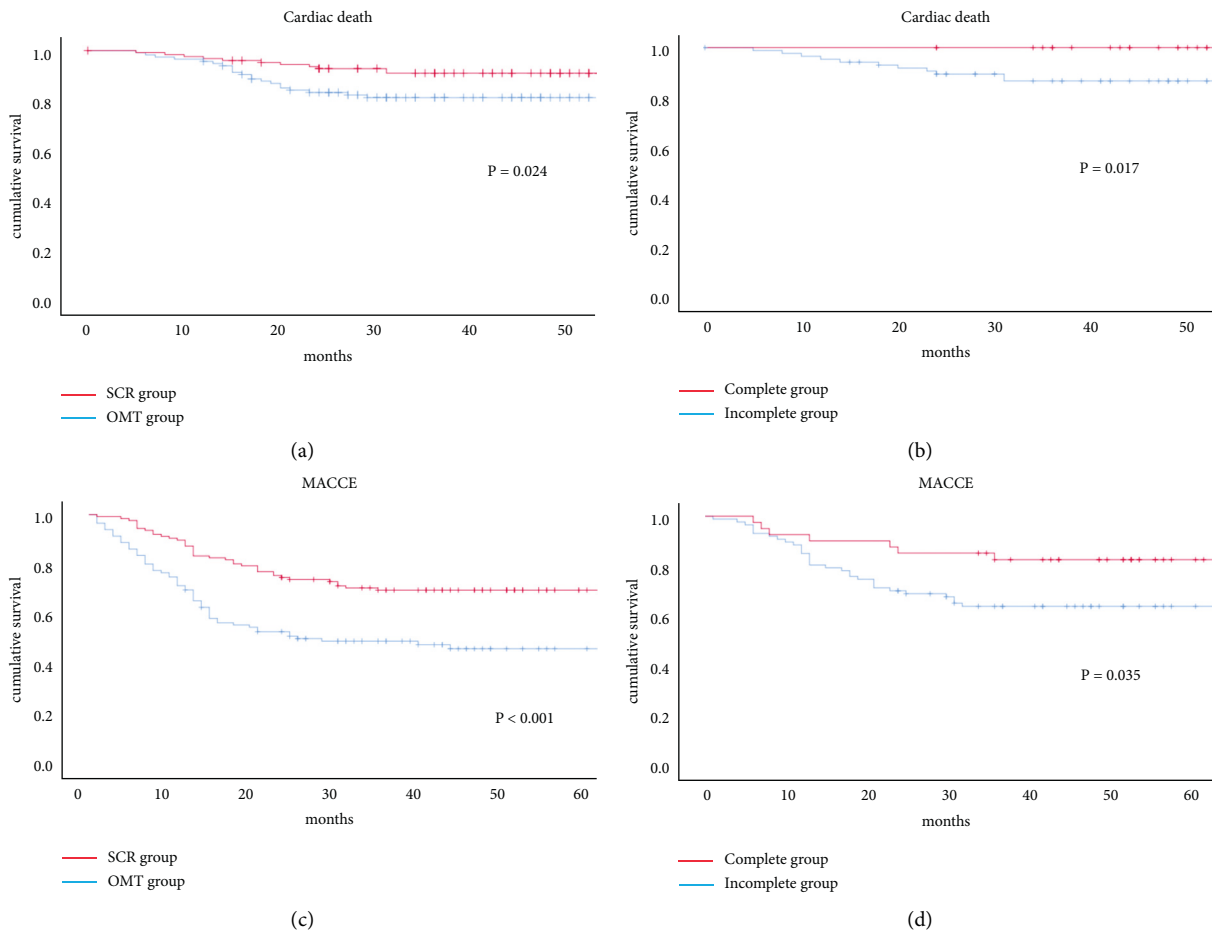 Cardiac death
cumulative survival
1.0
0.8
0.6
0.4
0.2
0.0
P = 0.024
0 10 20 30 40 50
months
SCR group
OMT group
(a)
Cardiac death
cumulative survival
1.0
0.8
0.6
0.4
0.2
0.0
P = 0.017
0 10 20 30 40 50
months
Complete group
Incomplete group
(b)
MACCE
cumulative survival
1.0
0.8
0.6
0.4
0.2
0.0
P < 0.001
0 10 20 30 40 50 60
months
SCR group
OMT group
(c)
MACCE
cumulative survival
1.0
0.8
0.6
0.4
0.2
0.0
P = 0.035
0 10 20 30 40 50 60
months
Complete group
Incomplete group
(d)